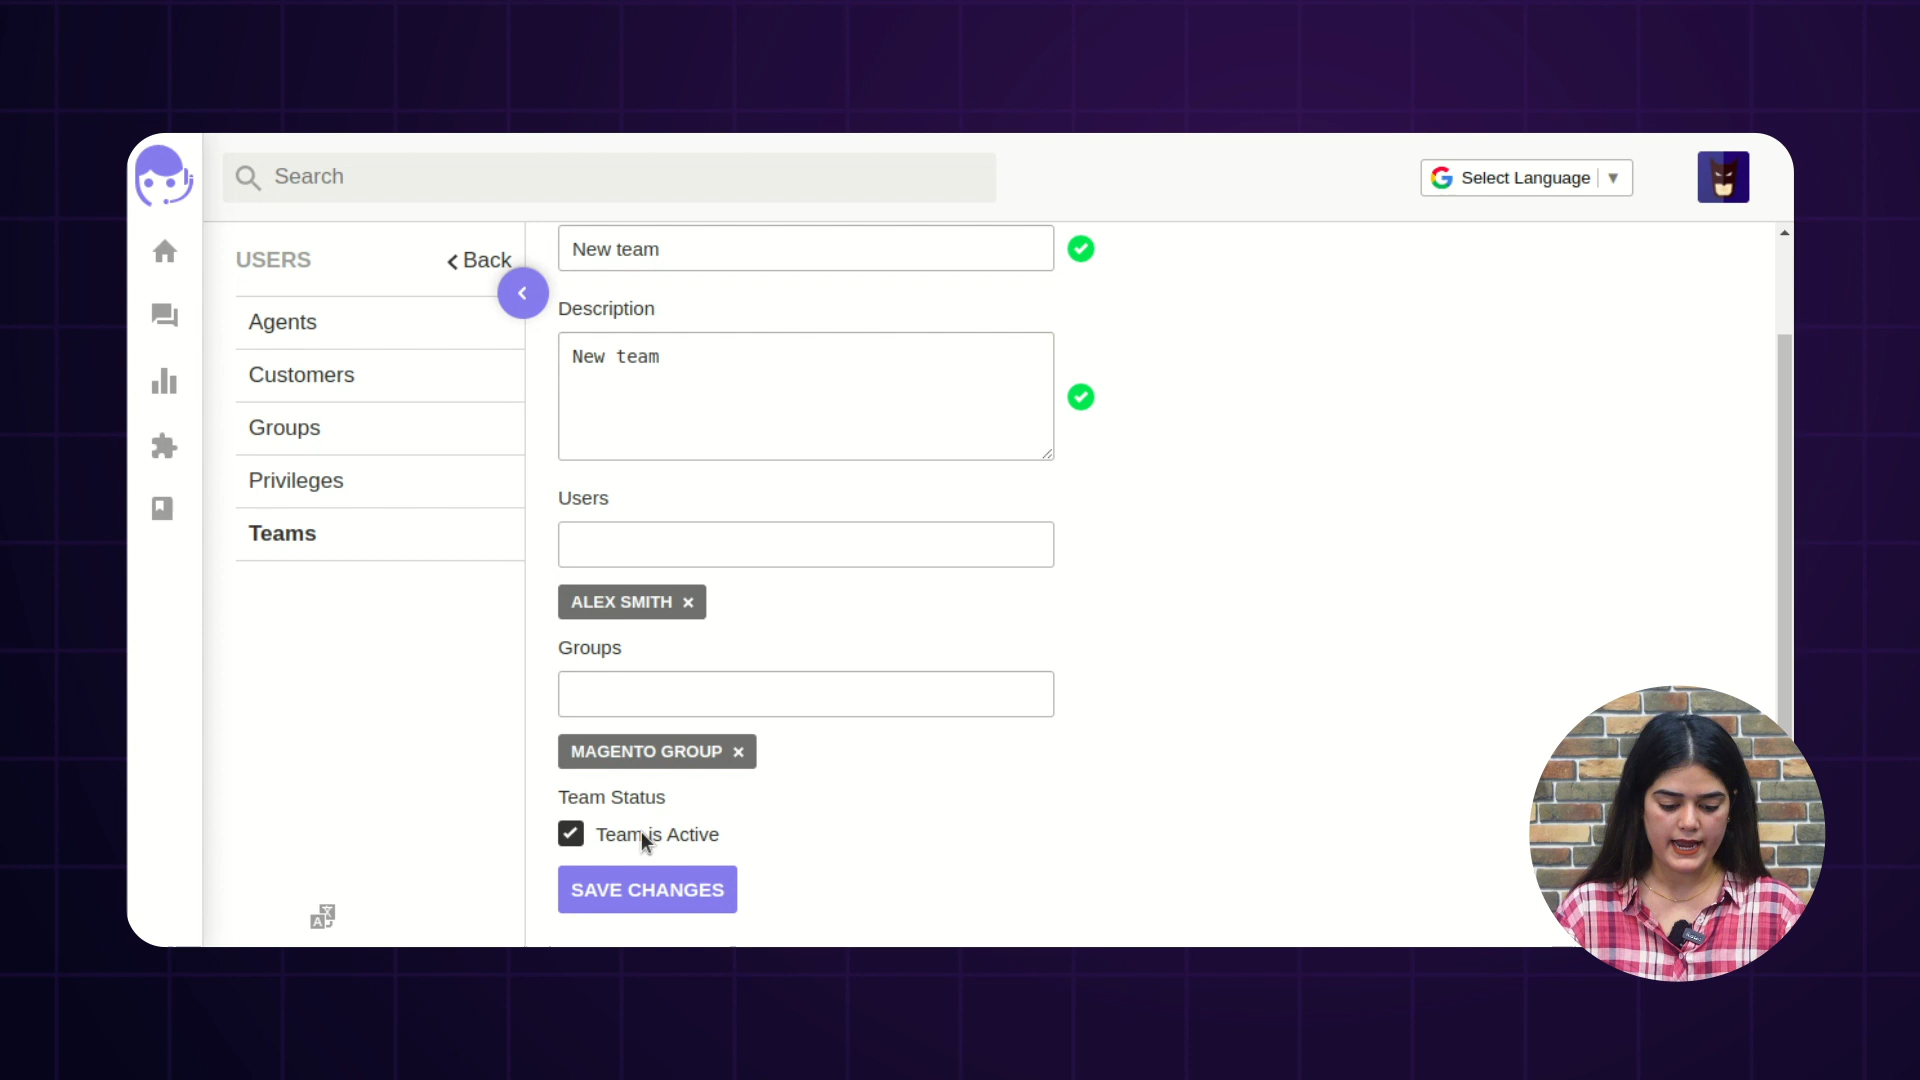 Search
Select Language
USERS
Back
Agents
Customers
Groups
Privileges
Teams
New team
Description
New team
Users
ALEX SMITH ×
Groups
MAGENTO GROUP ×
Team Status
Team is Active
SAVE CHANGES